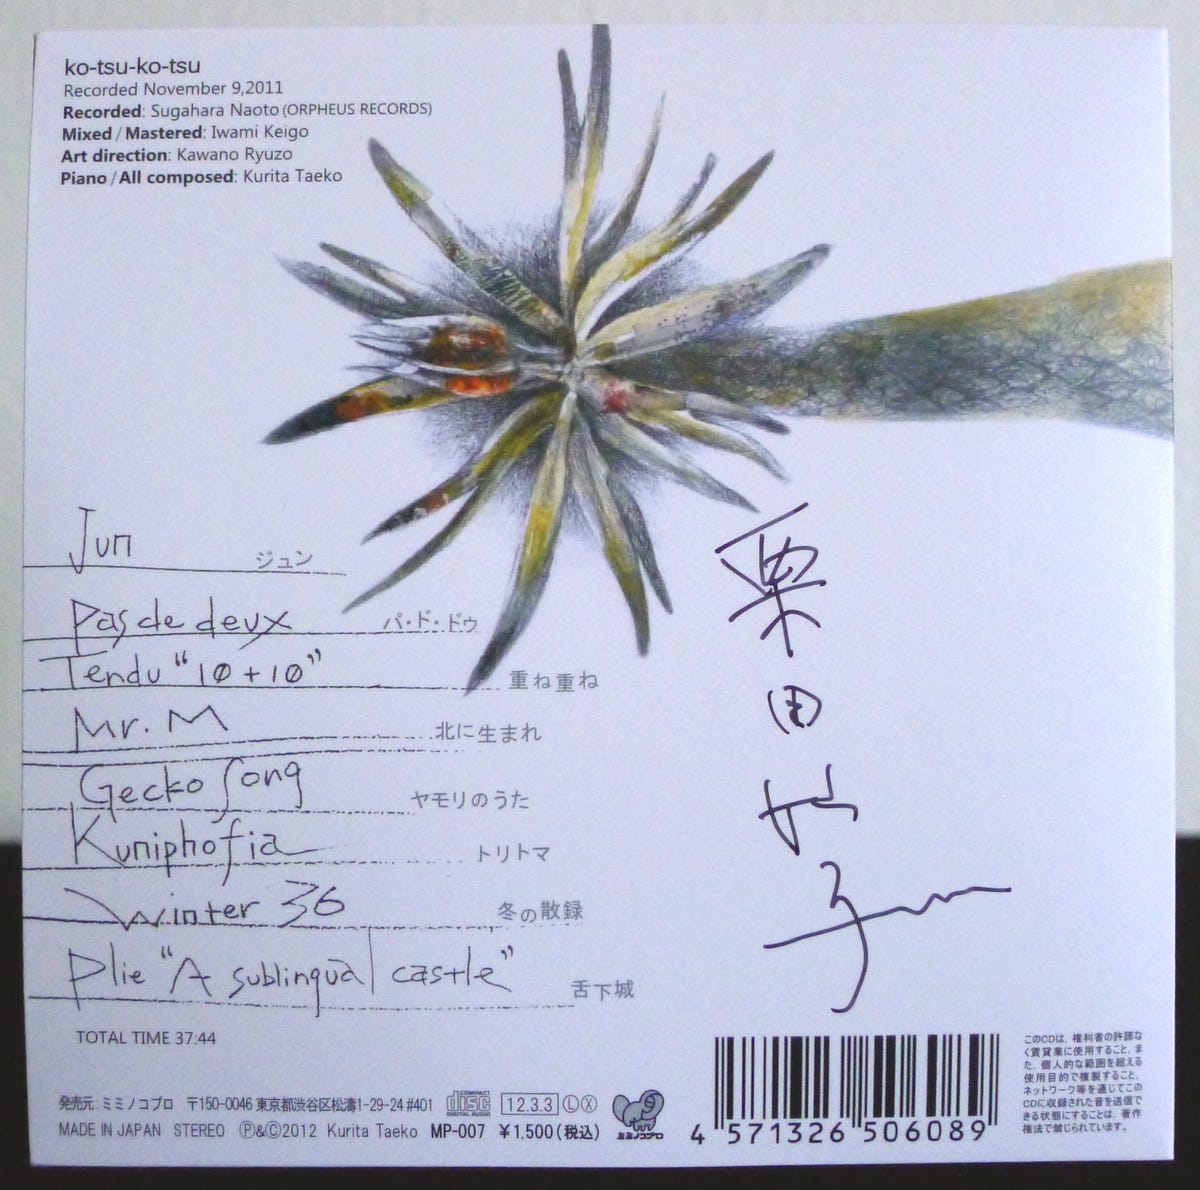 ko-tsu-ko-tsu
Recorded November 9,2011
Recorded: Sugahara Naoto (ORPHEUS RECORDS)
Mixed / Mastered: Iwami Keigo
Art direction: Kawano Ryuzo
Piano / All composed: Kurita Taeko
Jun ジュン
Pas de deux パ・ド・ドゥ
Tendu "10+10" 重ね重ね
Mr. M 北に生まれ
Gecko Song ヤモリのうた
Kuniphofia トリトマ
Winter 36 冬の散録
Plie "A sublingual castle" 舌下城
栗田妙子
TOTAL TIME 37:44
発売元:ミミノコプロ 〒150-0046 東京都渋谷区松濤1-29-24 #401 COMPACT disc DIGITAL AUDIO 12.3.3 Ⓛ Ⓧ
MADE IN JAPAN STEREO Ⓟ&Ⓒ2012 Kurita Taeko MP-007 ¥1,500(税込) ミミノコプロ
4 571326 506089
このCDは、権利者の許諾な
く賃貸業に使用すること、ま
た、個人的な範囲を超える
使用目的で複製すること、
ネットワーク等を通じてこの
CDに収録された音を送信で
きる状態にすることは、著作
権法で禁じられています。